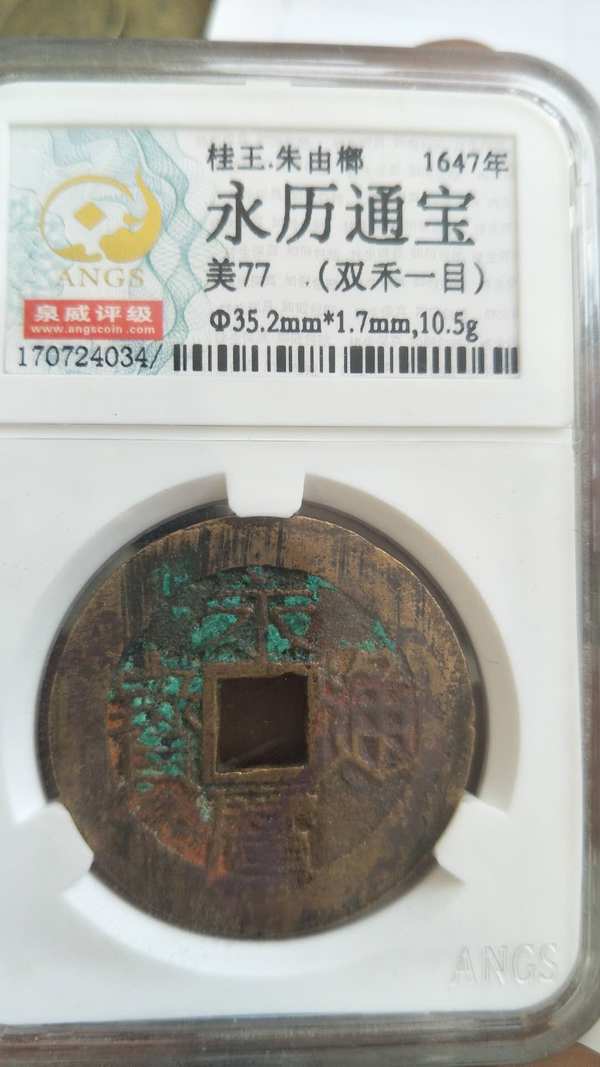 桂王.朱由榔 1647年
永历通宝
ANGS
美77 .(双禾一目)
泉威评级
www.angscoin.com
Φ35.2mm*1.7mm,10.5g
170724034/
永
通
ANGS